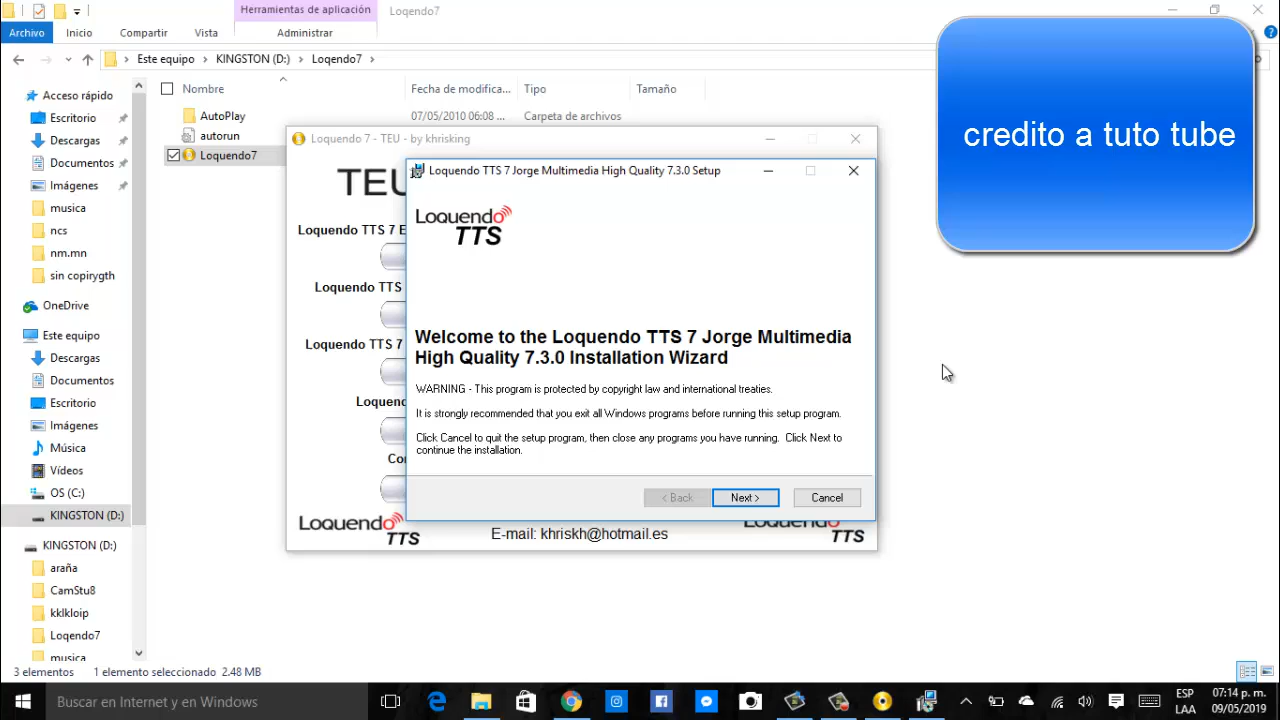 Herramientas de aplicación
Loqendo7
Archivo
Inicio
Compartir
Vista
Administrar
Este equipo
KINGSTON (D:)
Loqendo7
credito a tuto tube
Acceso rápido
Escritorio
Descargas
Documentos
Imágenes
musica
ncs
nm.mn
sin copirygth
OneDrive
Este equipo
Descargas
Documentos
Escritorio
Imágenes
Música
Vídeos
OS (C:)
KINGSTON (D:)
KINGSTON (D:)
araña
CamStu8
kklkloip
Loqendo7
musica
Nombre
Fecha de modifica...
Tipo
Tamaño
AutoPlay
07/05/2010 06:08 ...
Carpeta de archivos
autorun
Loquendo7
Loquendo 7 - TEU - by khrisking
TEU
Loquendo TTS 7 E
Loquendo TTS
Loquendo TTS 7
Loquend
Co
Loquendo
TTS
E-mail: khriskh@hotmail.es
Loquendo
TTS
Loquendo TTS 7 Jorge Multimedia High Quality 7.3.0 Setup
Loquendo
TTS
Welcome to the Loquendo TTS 7 Jorge Multimedia
High Quality 7.3.0 Installation Wizard
WARNING - This program is protected by copyright law and international treaties.
It is strongly recommended that you exit all Windows programs before running this setup program.
Click Cancel to quit the setup program, then close any programs you have running. Click Next to
continue the installation.
< Back
Next >
Cancel
3 elementos
1 elemento seleccionado 2.48 MB
Buscar en Internet y en Windows
ESP
LAA
07:14 p. m.
09/05/2019